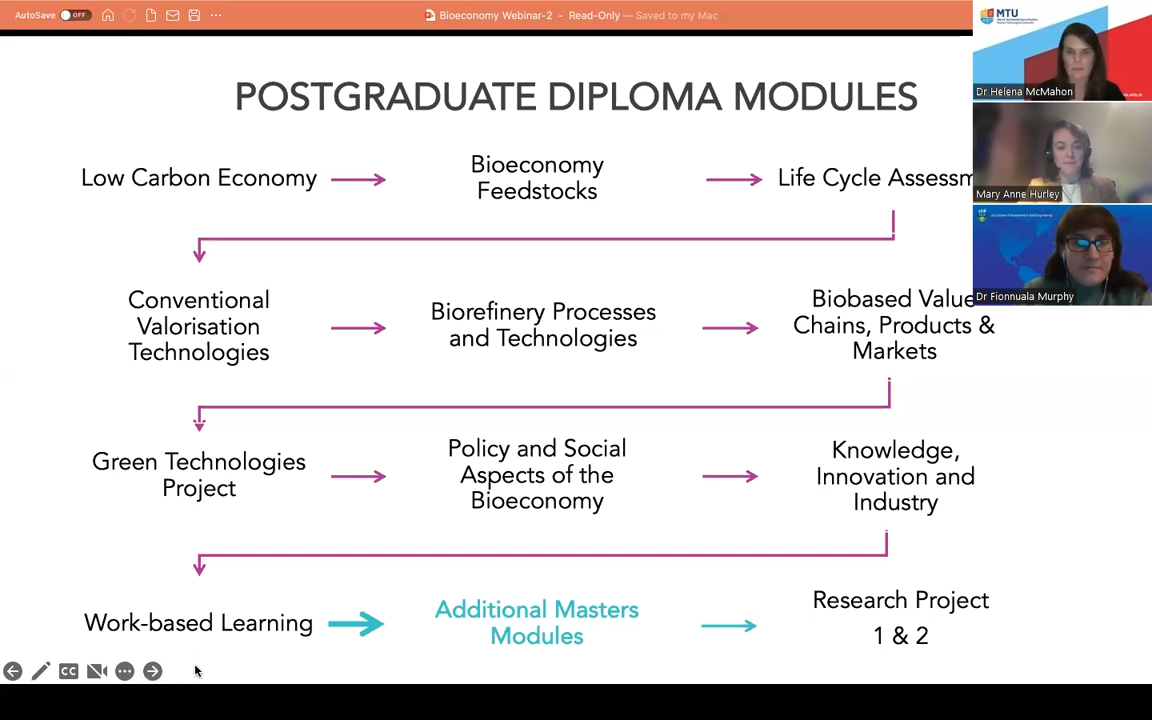 AutoSave OFF
Bioeconomy Webinar-2 - Read-Only — Saved to my Mac
MTU
Dr Helena McMahon
Mary Anne Hurley
Dr Fionnuala Murphy
POSTGRADUATE DIPLOMA MODULES
Low Carbon Economy
Bioeconomy
Feedstocks
Life Cycle Assessm
Conventional
Valorisation
Technologies
Biorefinery Processes
and Technologies
Biobased Value
Chains, Products &
Markets
Green Technologies
Project
Policy and Social
Aspects of the
Bioeconomy
Knowledge,
Innovation and
Industry
Work-based Learning
Additional Masters
Modules
Research Project
1 & 2
CC